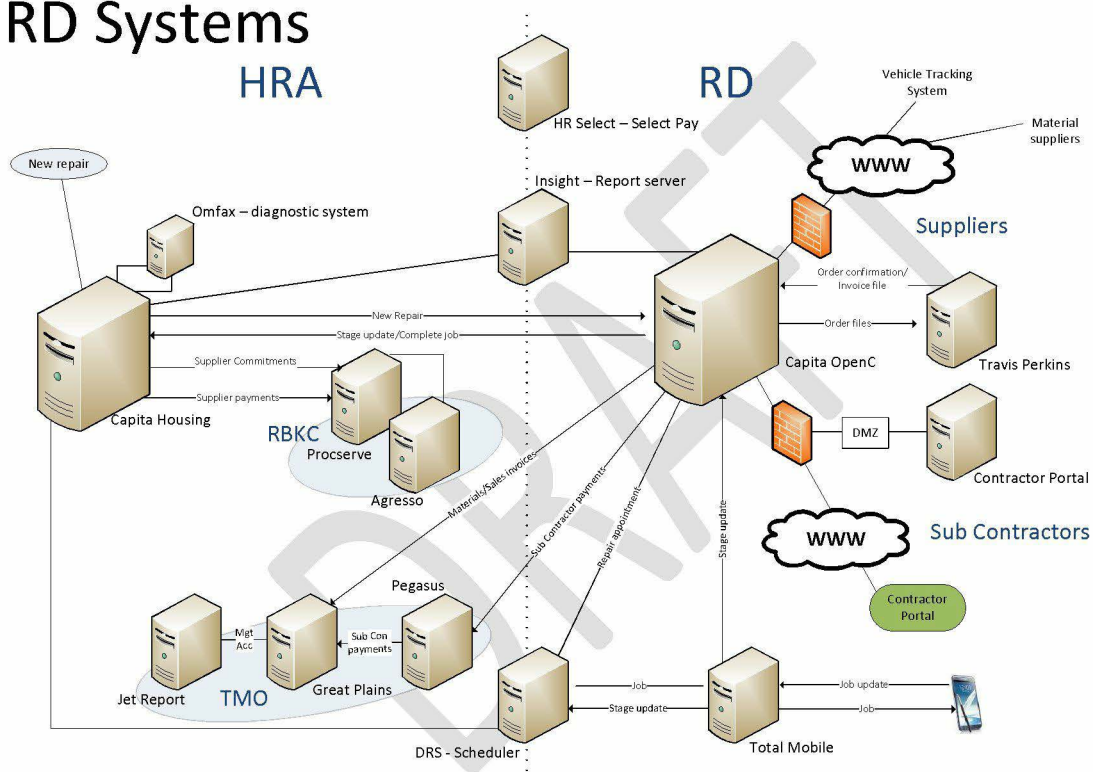 RD Systems
HRA
RD
HR Select – Select Pay
Vehicle Tracking
System
Material
suppliers
WWW
New repair
Insight – Report server
Omfax – diagnostic system
Suppliers
Order confirmation/
Invoice file
New Repair
Stage update/Complete job
Order files
Supplier Commitments
Capita OpenC
Travis Perkins
Supplier payments
Capita Housing
RBKC
Procserve
DMZ
Agresso
Contractor Portal
Materials/Sales invoices
Sub Contractor payments
Repair appointment
Stage update
WWW
Sub Contractors
Pegasus
Contractor
Portal
Mgt
Acc
Sub Con
payments
Jet Report
TMO
Great Plains
Job
Stage update
Job update
Job
DRS - Scheduler
Total Mobile
DRAFT